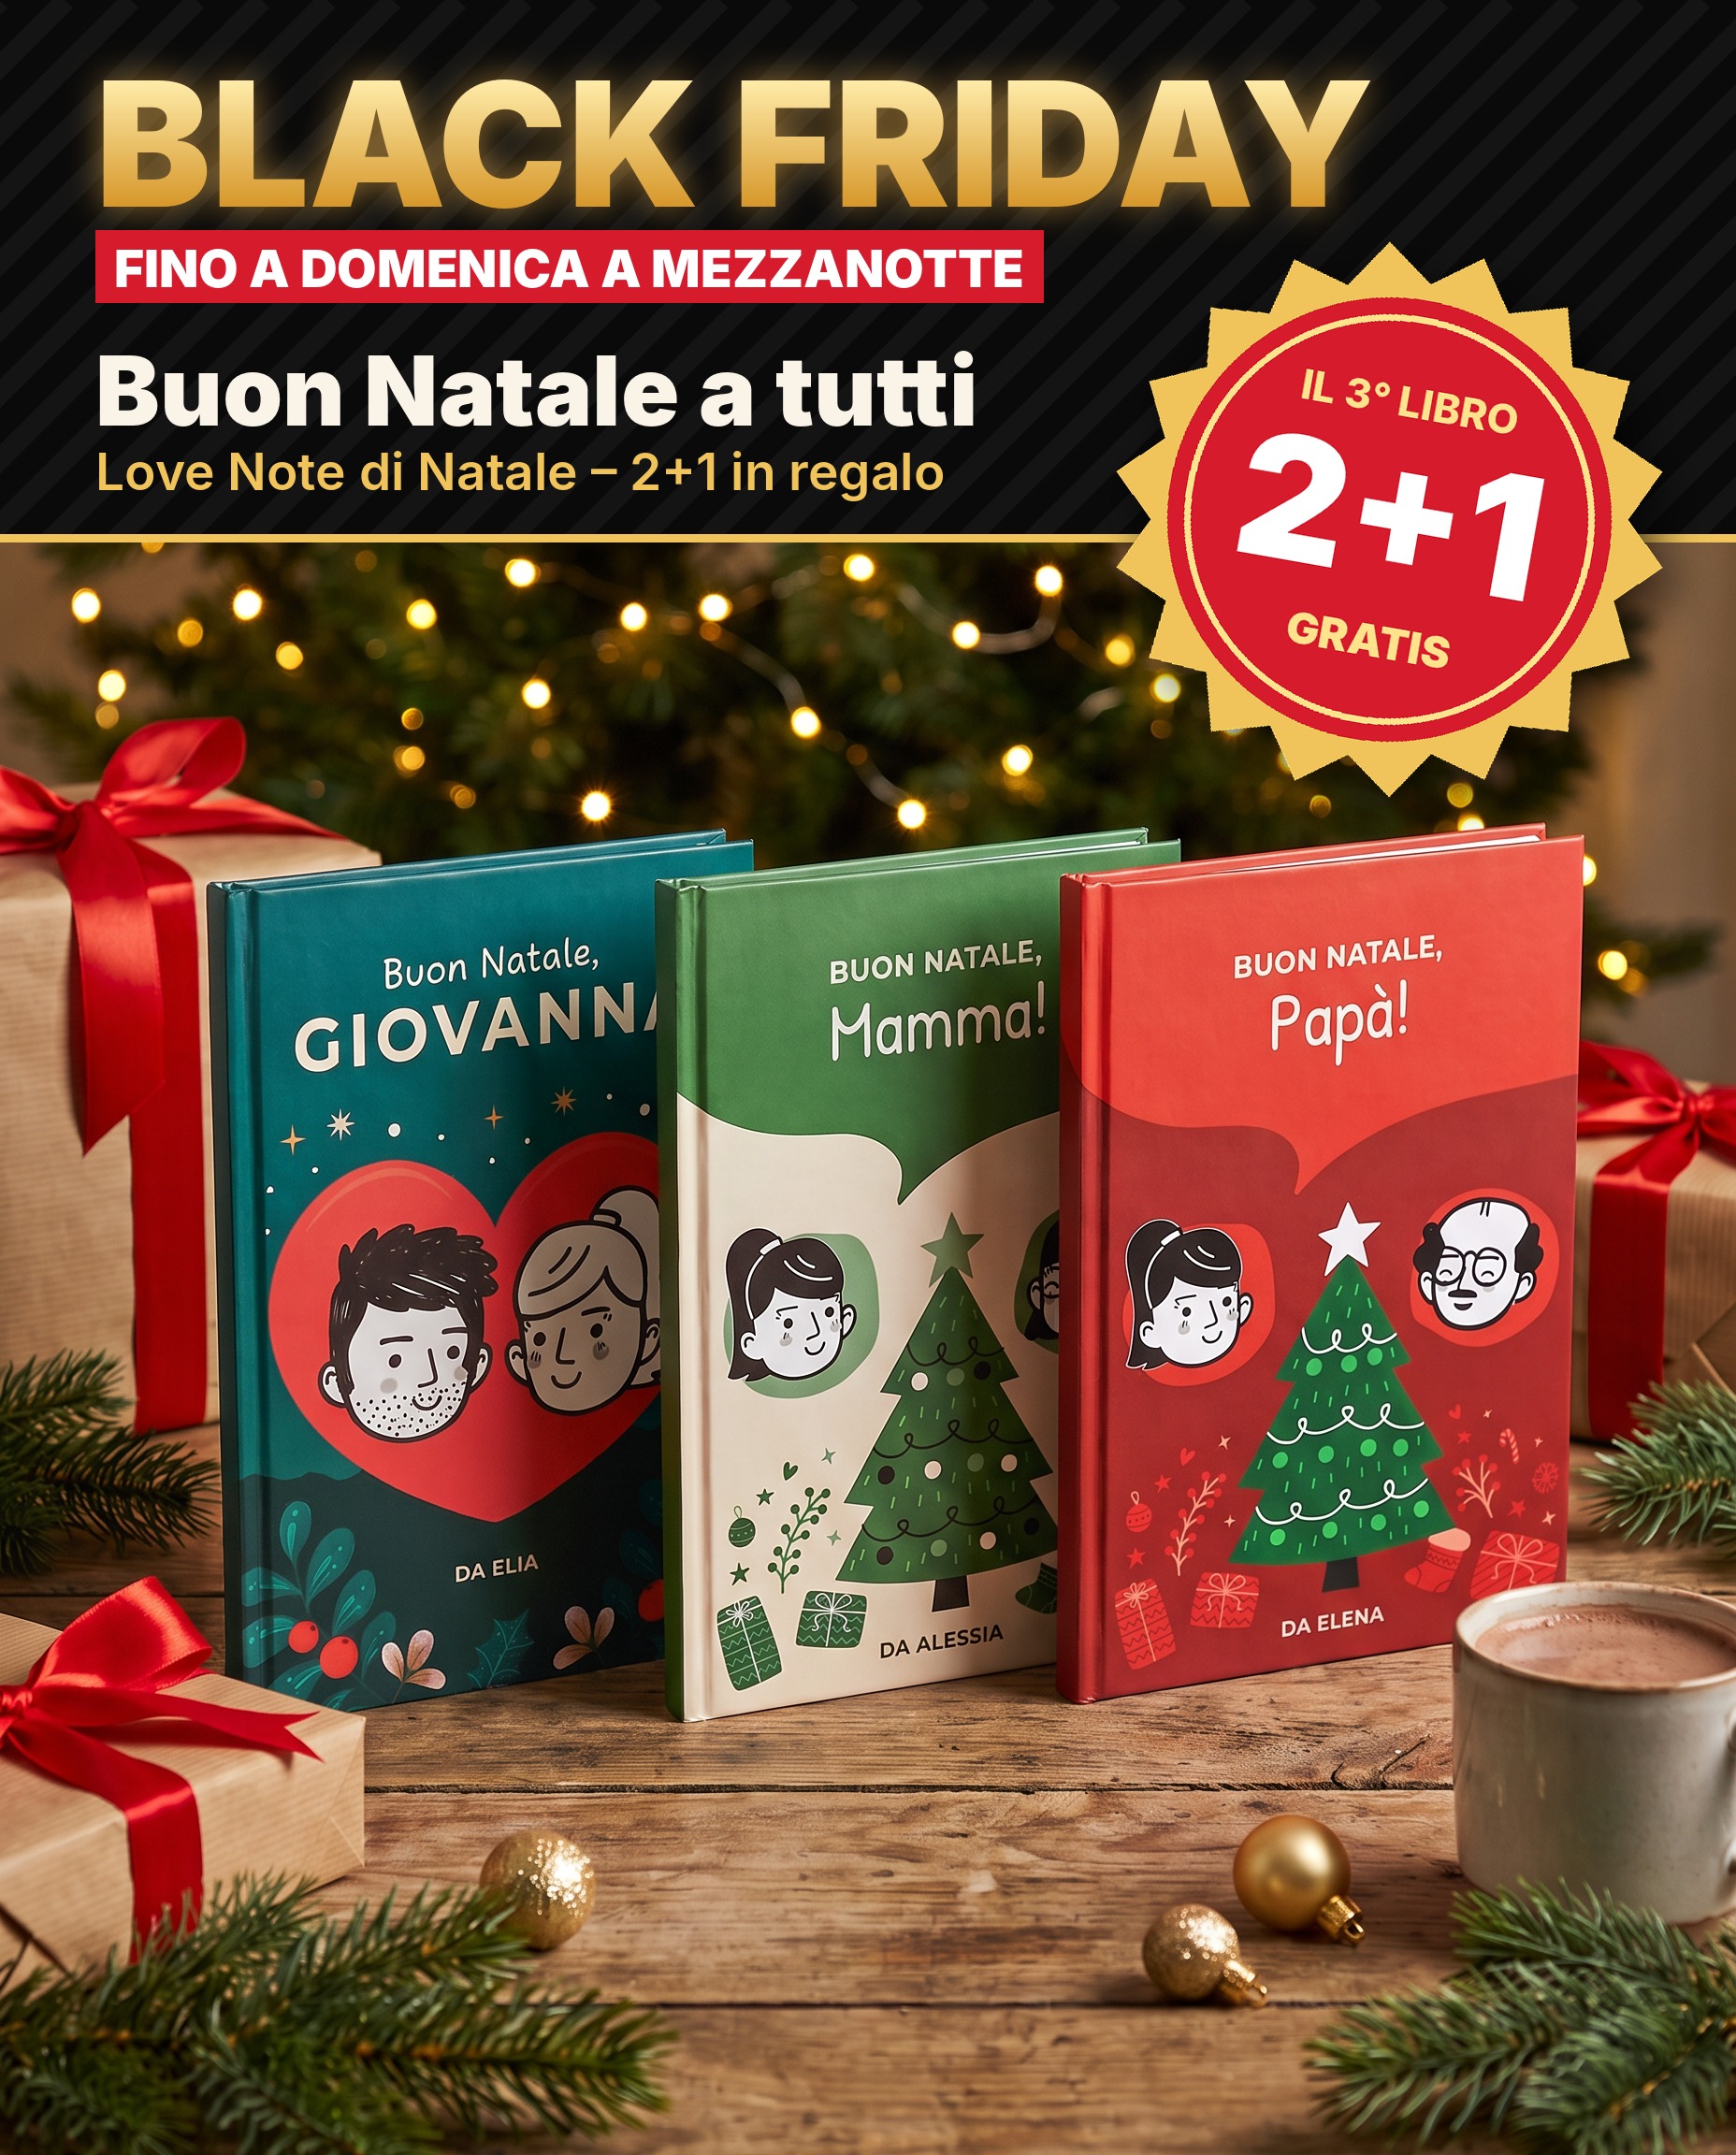 BLACK FRIDAY
FINO A DOMENICA A MEZZANOTTE
Buon Natale a tutti
Love Note di Natale – 2+1 in regalo
IL 3° LIBRO
2+1
GRATIS
Buon Natale,
GIOVANNA
DA ELIA
BUON NATALE,
Mamma!
DA ALESSIA
BUON NATALE,
Papà!
DA ELENA